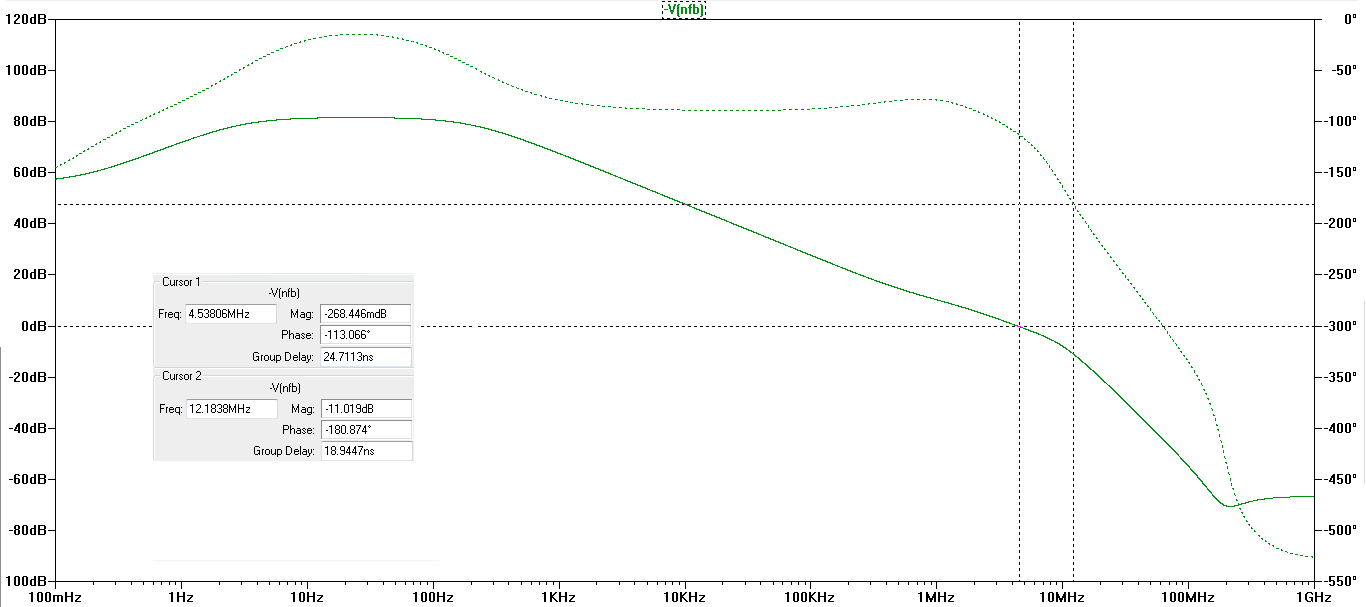 -V(nfb)
120dB 0°
100dB -50°
80dB -100°
60dB -150°
40dB -200°
20dB -250°
0dB -300°
-20dB -350°
-40dB -400°
-60dB -450°
-80dB -500°
100dB -550°
Cursor 1
-V(nfb)
Freq: 4.53806MHz Mag: -268.446mdB
Phase: -113.066°
Group Delay: 24.7113ns
Cursor 2
-V(nfb)
Freq: 12.1838MHz Mag: -11.019dB
Phase: -180.874°
Group Delay: 18.9447ns
100mHz 1Hz 10Hz 100Hz 1KHz 10KHz 100KHz 1MHz 10MHz 100MHz 1GHz